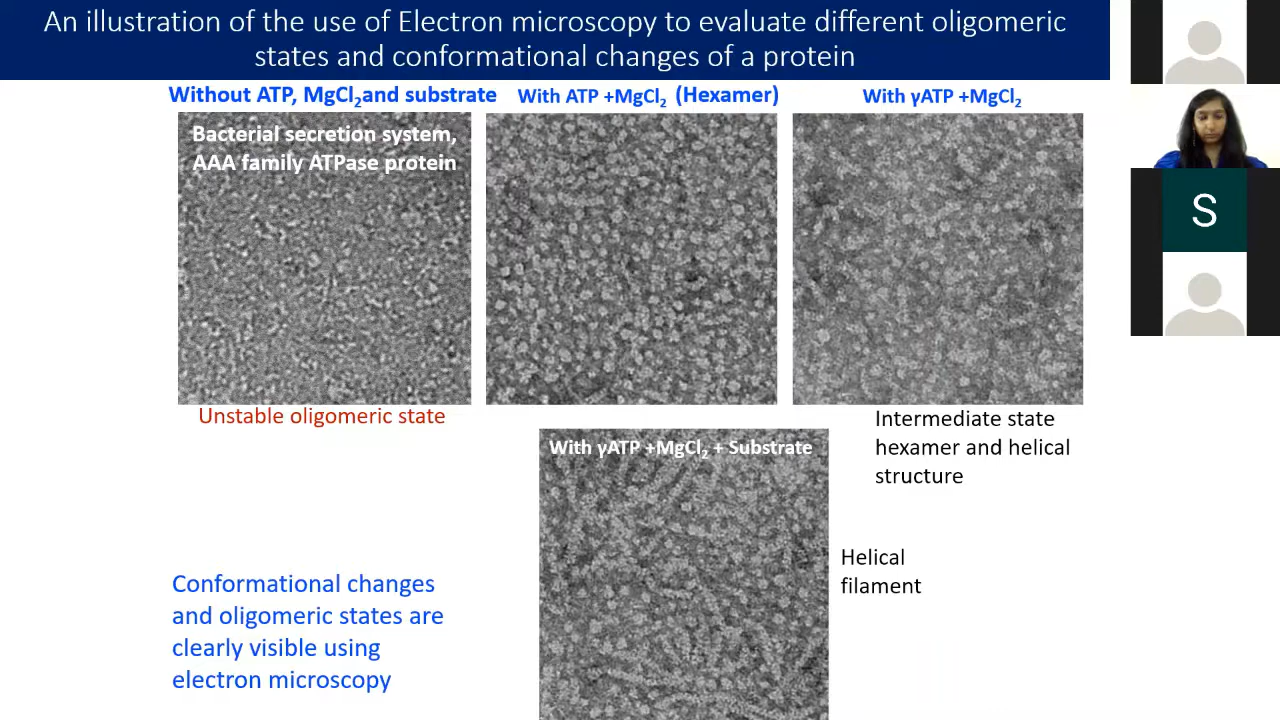 An illustration of the use of Electron microscopy to evaluate different oligomeric
states and conformational changes of a protein
Without ATP, MgCl₂and substrate
With ATP +MgCl₂ (Hexamer)
With γATP +MgCl₂
Bacterial secretion system,
AAA family ATPase protein
Unstable oligomeric state
Intermediate state
hexamer and helical
structure
With γATP +MgCl₂ + Substrate
Helical
filament
Conformational changes
and oligomeric states are
clearly visible using
electron microscopy
S